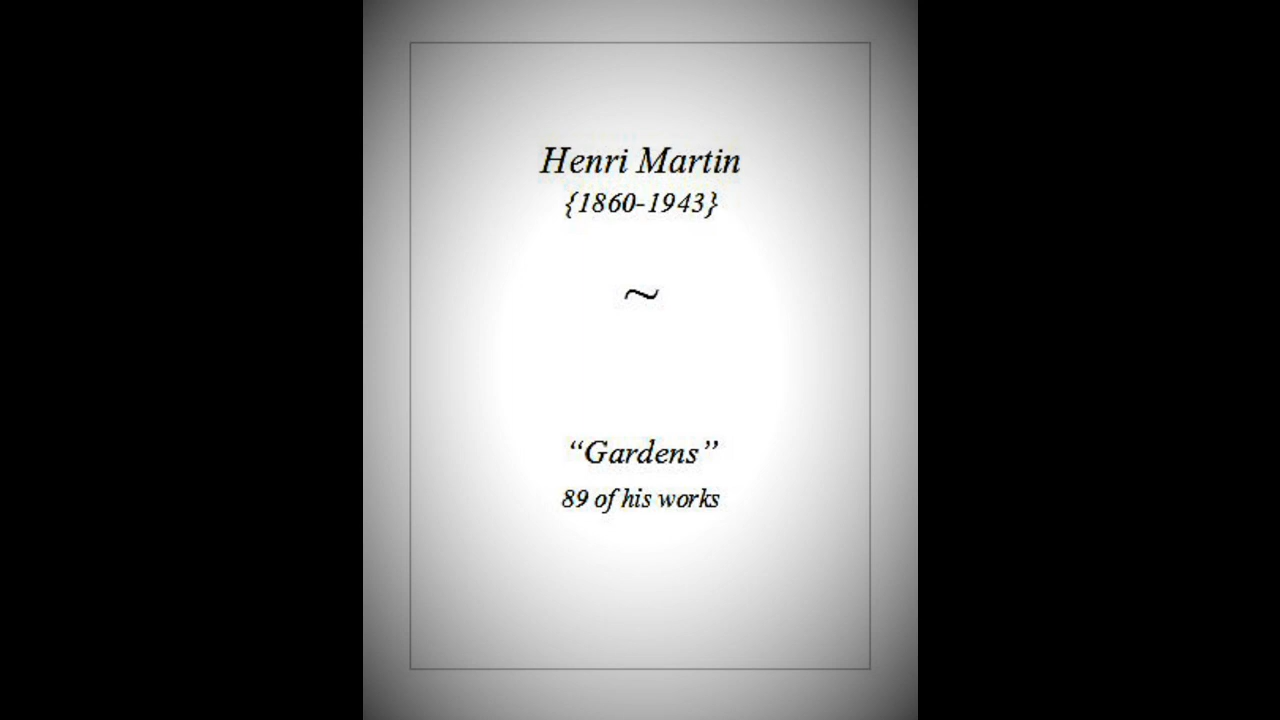 Henri Martin
{1860-1943}
~
“Gardens”
89 of his works